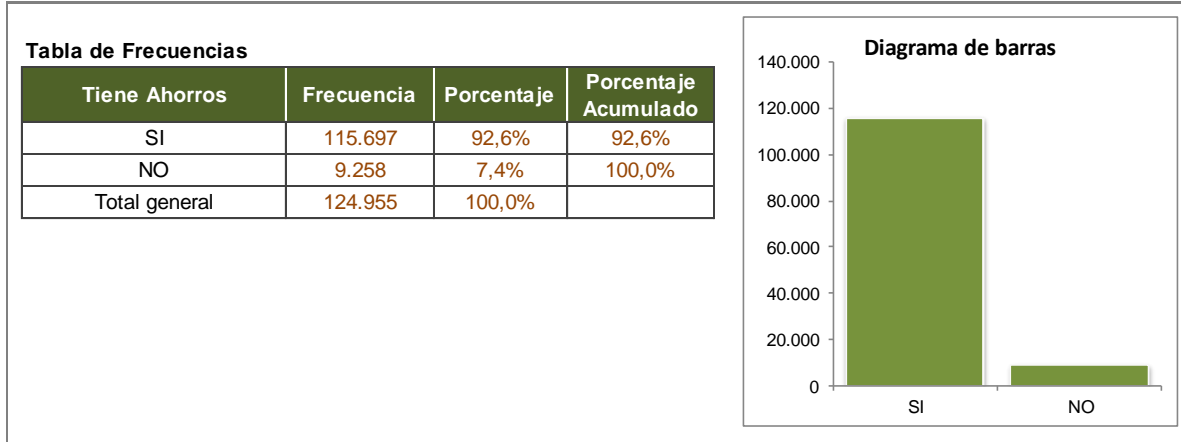 Tabla de Frecuencias
Tiene Ahorros Frecuencia Porcentaje Porcentaje Acumulado
SI 115.697 92,6% 92,6%
NO 9.258 7,4% 100,0%
Total general 124.955 100,0%
Diagrama de barras
140.000
120.000
100.000
80.000
60.000
40.000
20.000
0
SI NO